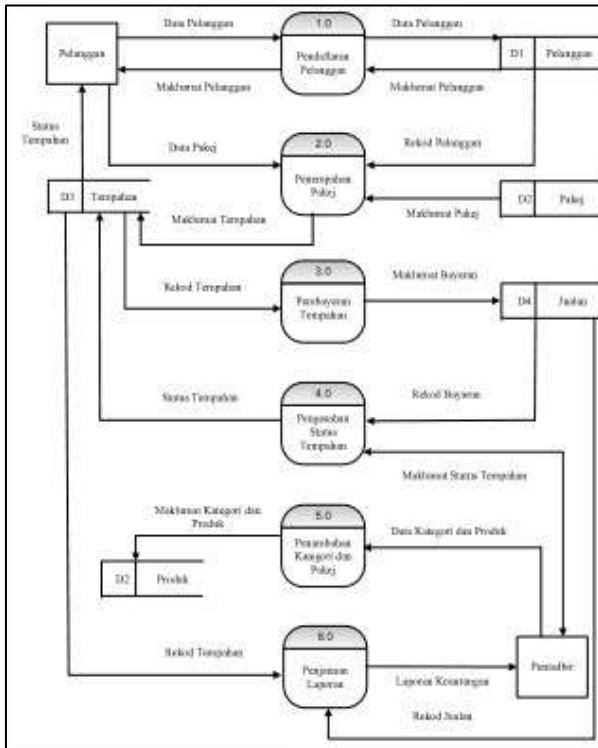 Data Pelanggan
1.0
Data Pelanggan
Pelanggan
Pendaftaran
Pelanggan
D1 Pelanggan
Maklumat Pelanggan
Maklumat Pelanggan
Status
Tempahan
2.0
Data Pakej
Rekod Pelanggan
Penempahan
Pakej
D3 Tempahan
D2 Pakej
Maklumat Tempahan
Maklumat Pakej
3.0
Maklumat Bayaran
Rekod Tempahan
Pembayaran
Tempahan
D4 Jualan
4.0
Status Tempahan
Rekod Bayaran
Pengesahan
Status
Tempahan
Maklumat Status Tempahan
Maklumat Kategori dan
Produk
5.0
Data Kategori dan Produk
Penambahan
Kategori dan
Pakej
D2 Produk
6.0
Rekod Tempahan
Penjanaan
Laporan
Pentadbir
Laporan Keuntungan
Rekod Jualan